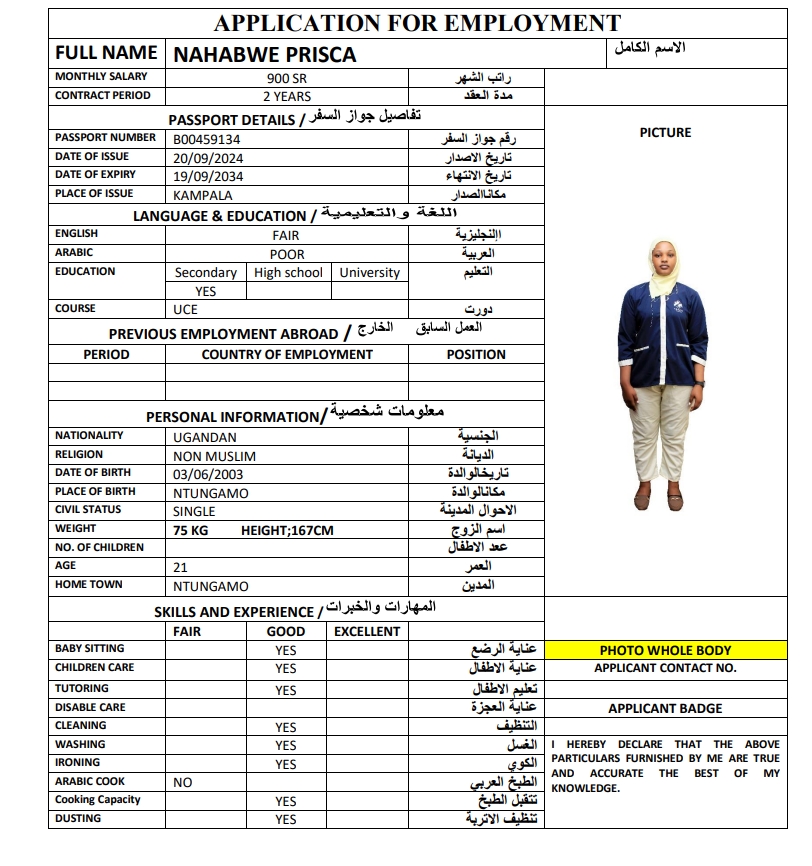 APPLICATION FOR EMPLOYMENT
FULL NAME NAHABWE PRISCA الاسم الكامل
MONTHLY SALARY 900 SR راتب الشهر
CONTRACT PERIOD 2 YEARS مدة العقد
PASSPORT DETAILS / تفاصيل جواز السفر
PICTURE
PASSPORT NUMBER B00459134 رقم جواز السفر
DATE OF ISSUE 20/09/2024 تاريخ الاصدار
DATE OF EXPIRY 19/09/2034 تاريخ الانتهاء
PLACE OF ISSUE KAMPALA مكاناالصدار
LANGUAGE & EDUCATION / اللغة والتعليمية
ENGLISH FAIR االنجليزية
ARABIC POOR العربية
EDUCATION Secondary High school University التعليم
YES
COURSE UCE دورت
PREVIOUS EMPLOYMENT ABROAD / العمل السابق الخارج
PERIOD COUNTRY OF EMPLOYMENT POSITION
PERSONAL INFORMATION/ معلومات شخصية
NATIONALITY UGANDAN الجنسية
RELIGION NON MUSLIM الديانة
DATE OF BIRTH 03/06/2003 تاريخالوالدة
PLACE OF BIRTH NTUNGAMO مكانالوالدة
CIVIL STATUS SINGLE الاحوال المدينة
WEIGHT 75 KG HEIGHT;167CM اسم الزوج
NO. OF CHILDREN عدد الاطفال
AGE 21 العمر
HOME TOWN NTUNGAMO المدين
SKILLS AND EXPERIENCE / المهارات والخبرات
FAIR GOOD EXCELLENT
BABY SITTING YES عناية الرضع
PHOTO WHOLE BODY
CHILDREN CARE YES عناية الاطفال
APPLICANT CONTACT NO.
TUTORING YES تعليم الاطفال
DISABLE CARE عناية العجزة
APPLICANT BADGE
CLEANING YES التنظيف
WASHING YES الغسل
IRONING YES الكوي
ARABIC COOK NO الطبخ العربي
Cooking Capacity YES تتقبل الطبخ
DUSTING YES تنظيف الاتربة
I HEREBY DECLARE THAT THE ABOVE
PARTICULARS FURNISHED BY ME ARE TRUE
AND ACCURATE THE BEST OF MY
KNOWLEDGE.